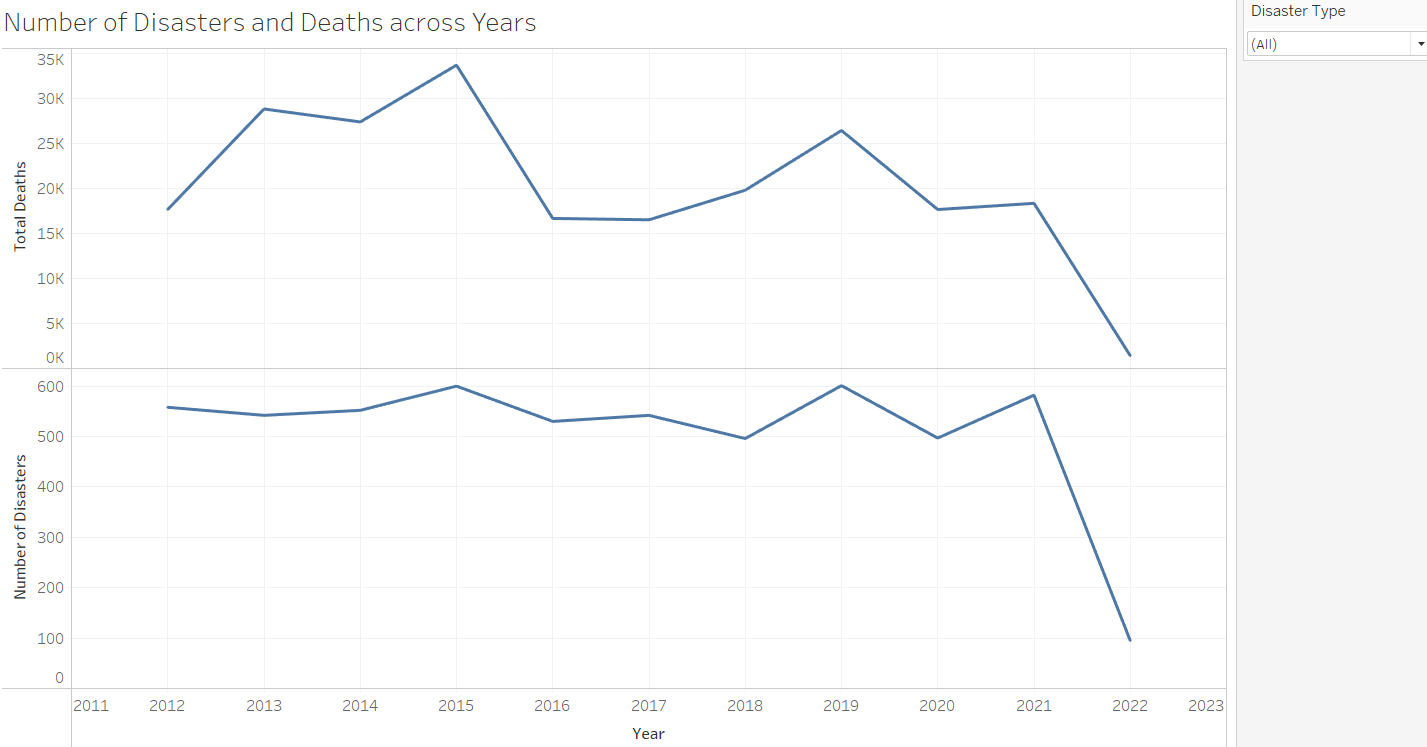 Number of Disasters and Deaths across Years
Disaster Type
(All)
Total Deaths
35K
30K
25K
20K
15K
10K
5K
0K
Number of Disasters
600
500
400
300
200
100
0
2011 2012 2013 2014 2015 2016 2017 2018 2019 2020 2021 2022 2023
Year